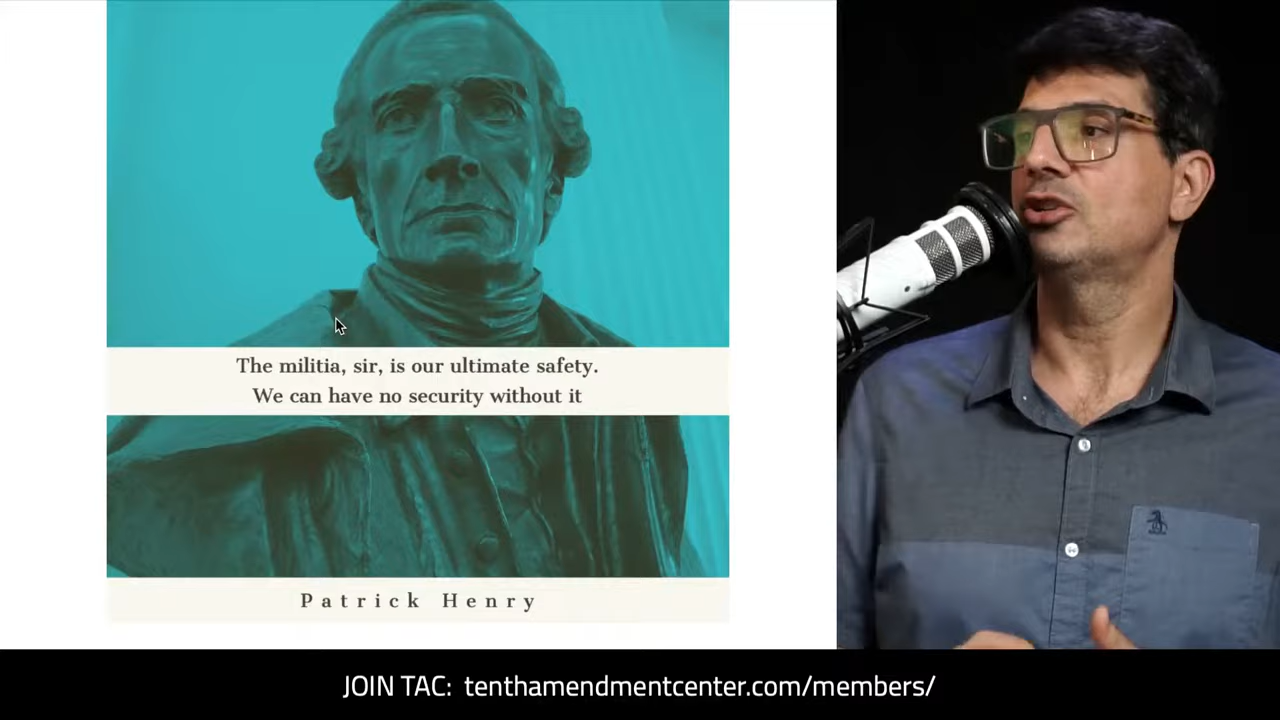 The militia, sir, is our ultimate safety.
We can have no security without it
Patrick Henry
JOIN TAC: tenthamendmentcenter.com/members/